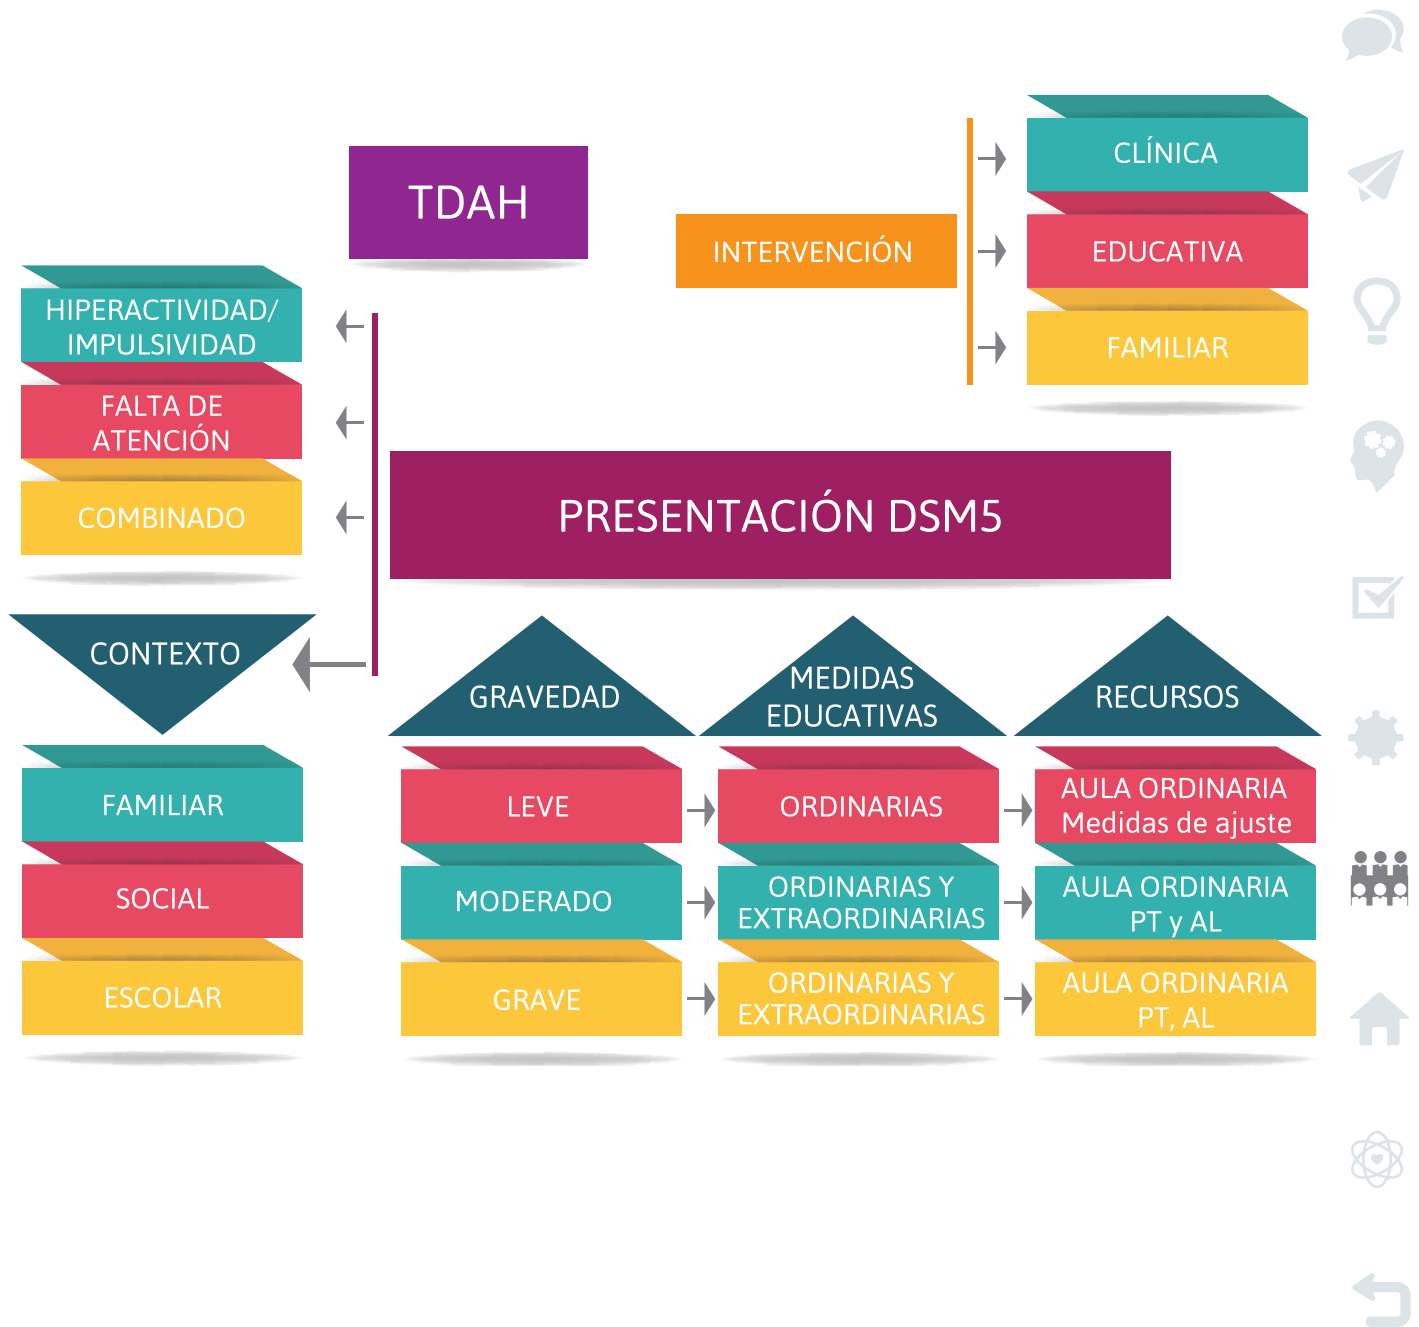 TDAH
INTERVENCIÓN
CLÍNICA
EDUCATIVA
FAMILIAR
HIPERACTIVIDAD/
IMPULSIVIDAD
FALTA DE
ATENCIÓN
COMBINADO
PRESENTACIÓN DSM5
CONTEXTO
FAMILIAR
SOCIAL
ESCOLAR
GRAVEDAD
MEDIDAS
EDUCATIVAS
RECURSOS
LEVE
ORDINARIAS
AULA ORDINARIA
Medidas de ajuste
MODERADO
ORDINARIAS Y
EXTRAORDINARIAS
AULA ORDINARIA
PT y AL
GRAVE
ORDINARIAS Y
EXTRAORDINARIAS
AULA ORDINARIA
PT, AL